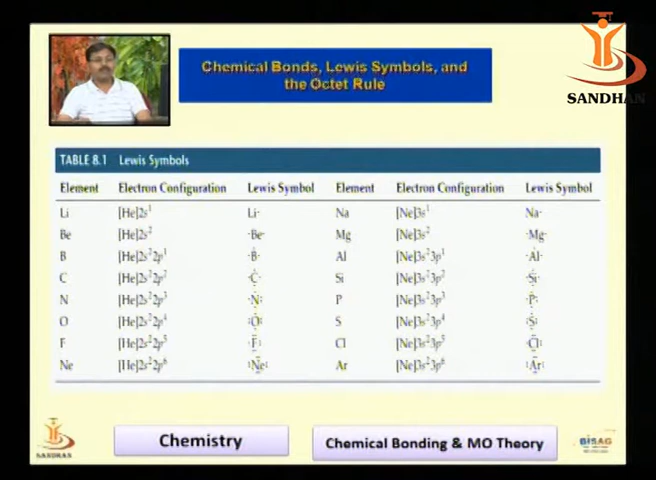 Chemical Bonds, Lewis Symbols, and
the Octet Rule
SANDHAN
TABLE 8.1 Lewis Symbols
Element Electron Configuration Lewis Symbol Element Electron Configuration Lewis Symbol
Li [He]2s¹ Li· Na [Ne]3s¹ Na·
Be [He]2s² ·Be· Mg [Ne]3s² ·Mg·
B [He]2s²2p¹ ·B· Al [Ne]3s²3p¹ ·Al·
C [He]2s²2p² ·C· Si [Ne]3s²3p² ·Si·
N [He]2s²2p³ ·N: P [Ne]3s²3p³ ·P:
O [He]2s²2p⁴ :O: S [Ne]3s²3p⁴ :S:
F [He]2s²2p⁵ ·F: Cl [Ne]3s²3p⁵ ·Cl:
Ne [He]2s²2p⁶ :Ne: Ar [Ne]3s²3p⁶ :Ar:
SANDHAN
Chemistry
Chemical Bonding & MO Theory
BISAG